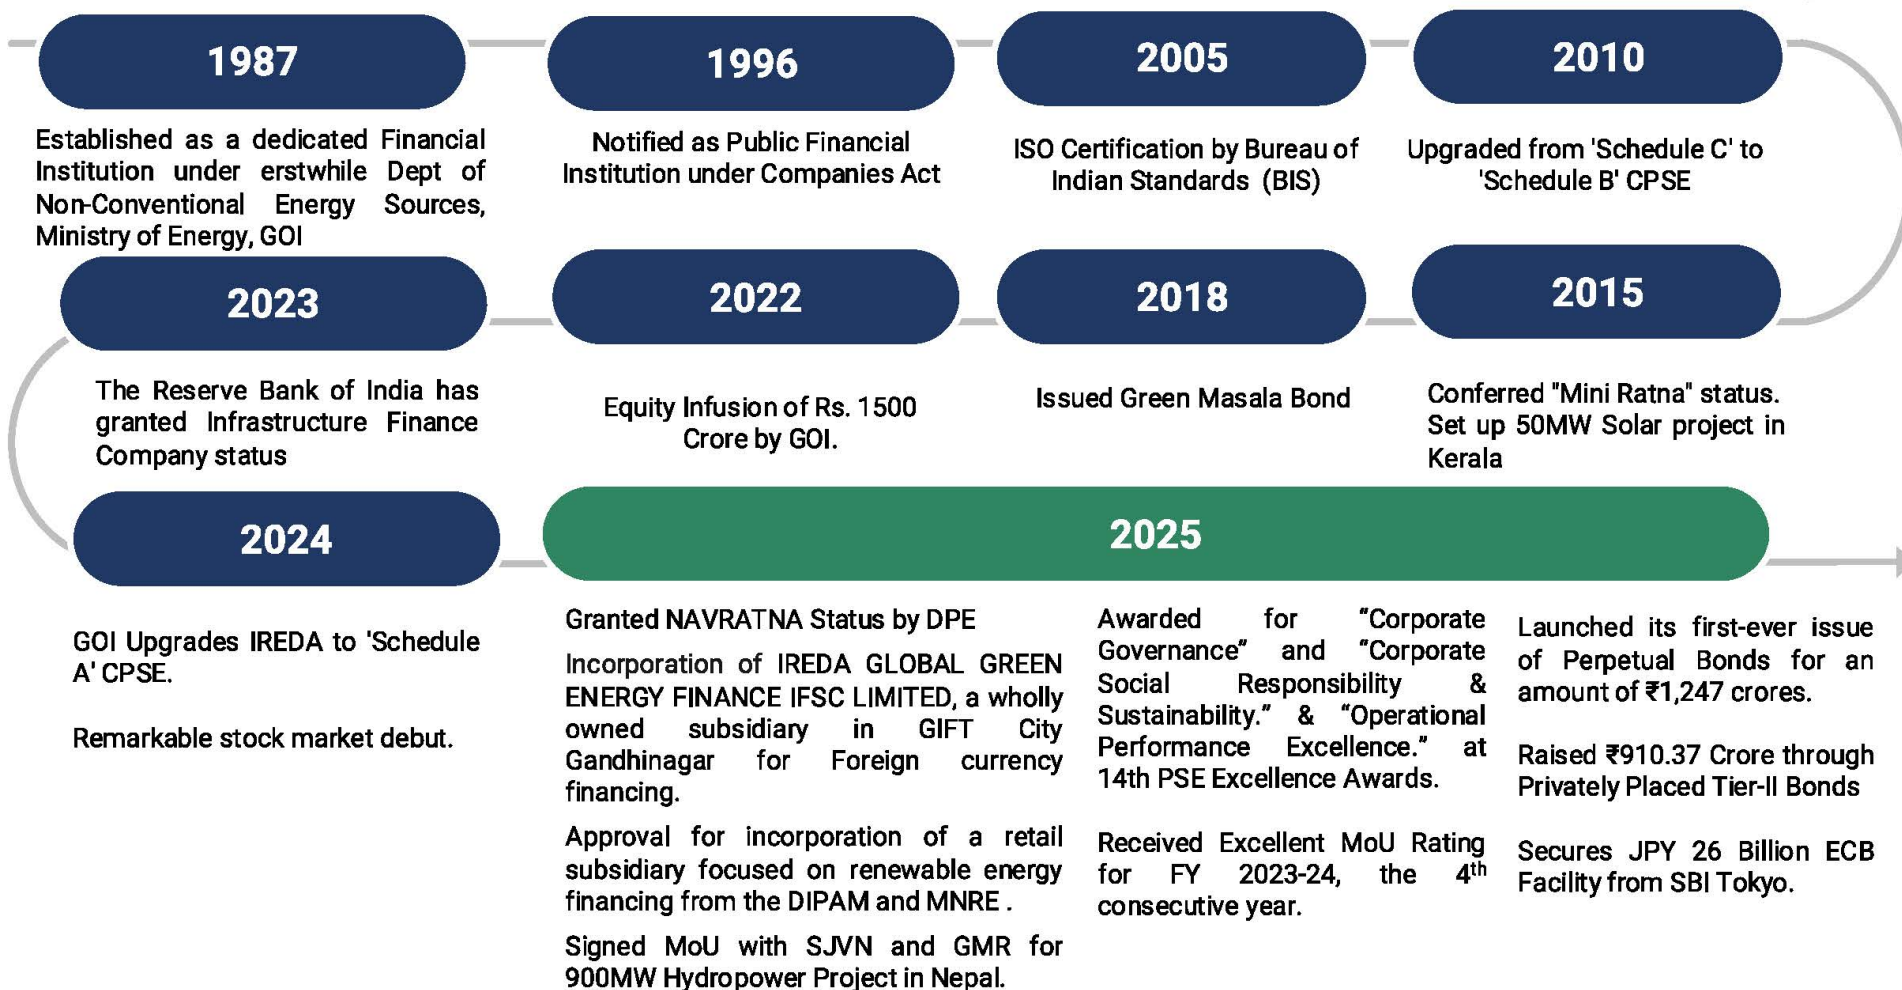 1987
Established as a dedicated Financial
Institution under erstwhile Dept of
Non-Conventional Energy Sources,
Ministry of Energy, GOI
1996
Notified as Public Financial
Institution under Companies Act
2005
ISO Certification by Bureau of
Indian Standards (BIS)
2010
Upgraded from 'Schedule C' to
'Schedule B' CPSE
2015
Conferred "Mini Ratna" status.
Set up 50MW Solar project in
Kerala
2018
Issued Green Masala Bond
2022
Equity Infusion of Rs. 1500
Crore by GOI.
2023
The Reserve Bank of India has
granted Infrastructure Finance
Company status
2024
GOI Upgrades IREDA to 'Schedule
A' CPSE.
Remarkable stock market debut.
2025
Granted NAVRATNA Status by DPE
Incorporation of IREDA GLOBAL GREEN
ENERGY FINANCE IFSC LIMITED, a wholly
owned subsidiary in GIFT City
Gandhinagar for Foreign currency
financing.
Approval for incorporation of a retail
subsidiary focused on renewable energy
financing from the DIPAM and MNRE .
Signed MoU with SJVN and GMR for
900MW Hydropower Project in Nepal.
Awarded for “Corporate
Governance” and “Corporate
Social Responsibility &
Sustainability.” & “Operational
Performance Excellence.” at
14th PSE Excellence Awards.
Received Excellent MoU Rating
for FY 2023-24, the 4th
consecutive year.
Launched its first-ever issue
of Perpetual Bonds for an
amount of ₹1,247 crores.
Raised ₹910.37 Crore through
Privately Placed Tier-II Bonds
Secures JPY 26 Billion ECB
Facility from SBI Tokyo.